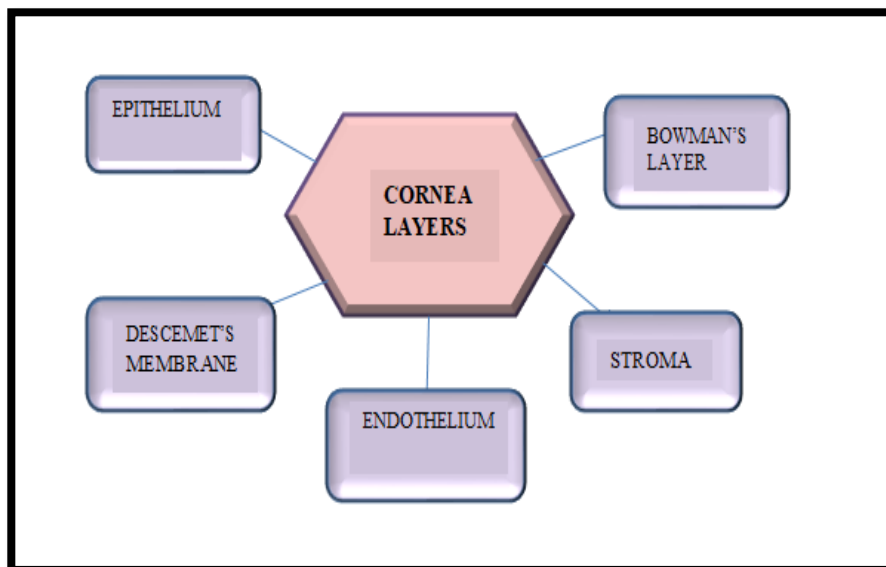 EPITHELIUM
BOWMAN'S
LAYER
CORNEA
LAYERS
DESCEMET'S
MEMBRANE
STROMA
ENDOTHELIUM